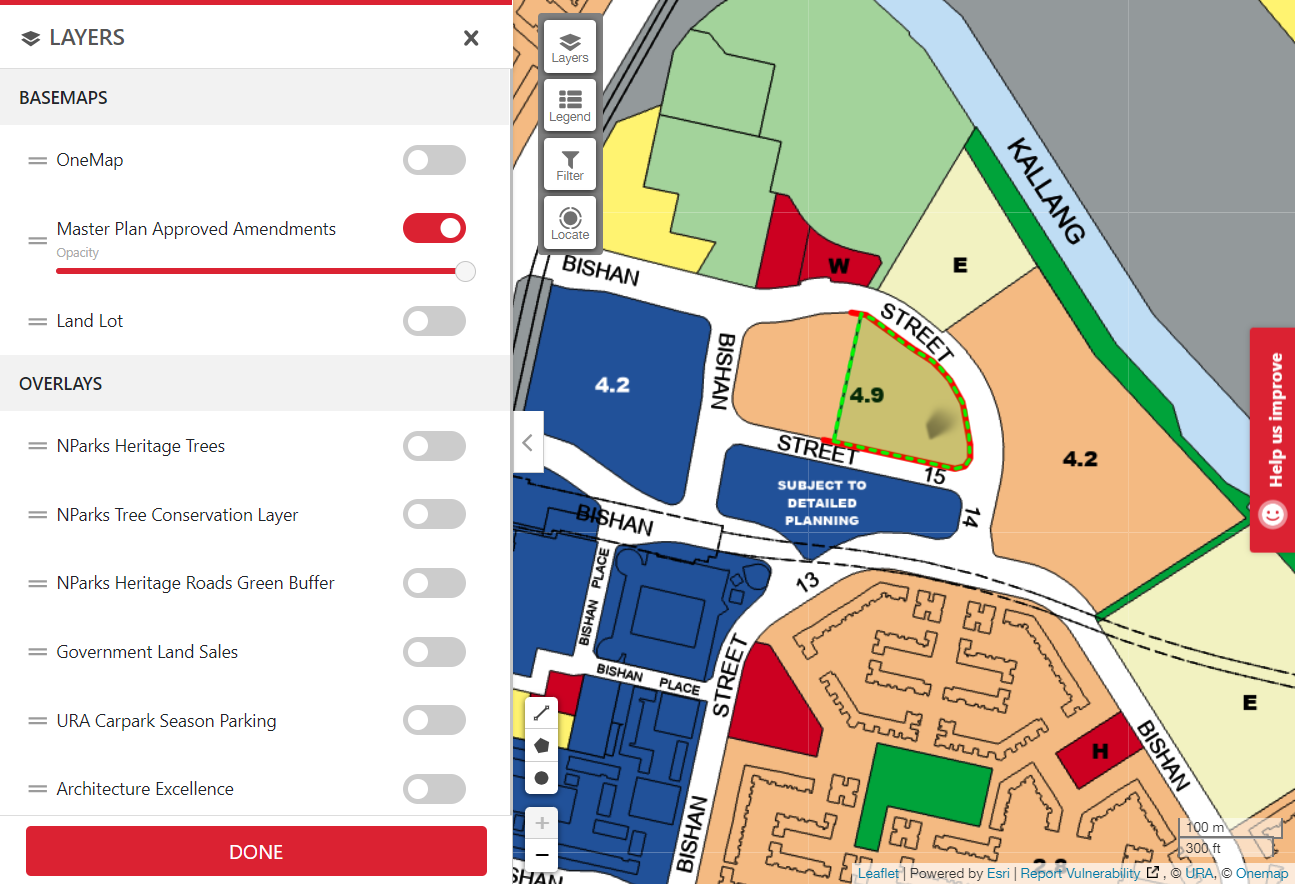 LAYERS
BASEMAPS
OneMap
Master Plan Approved Amendments
Opacity
Land Lot
OVERLAYS
NParks Heritage Trees
NParks Tree Conservation Layer
NParks Heritage Roads Green Buffer
Government Land Sales
URA Carpark Season Parking
Architecture Excellence
DONE
Layers
Legend
Filter
Locate
KALLANG
W
E
BISHAN
STREET
BISHAN
4.2
4.9
STREET
15
4.2
SUBJECT TO
DETAILED
PLANNING
14
BISHAN
13
BISHAN PLACE
BISHAN PLACE
STREET
E
H
BISHAN
BISHAN
SHAN
2.8
Help us improve
+
−
100 m
300 ft
Leaflet | Powered by Esri | Report Vulnerability , © URA, © Onemap